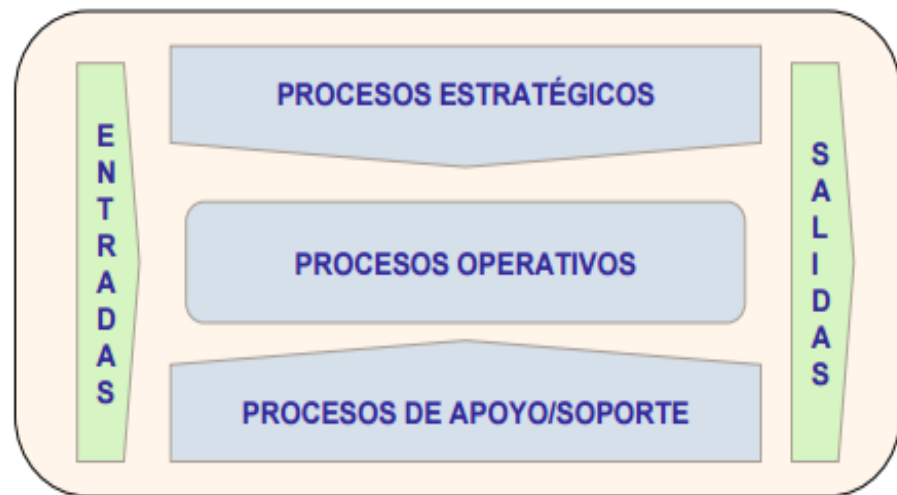 ENTRADAS
PROCESOS ESTRATÉGICOS
PROCESOS OPERATIVOS
PROCESOS DE APOYO/SOPORTE
SALIDAS